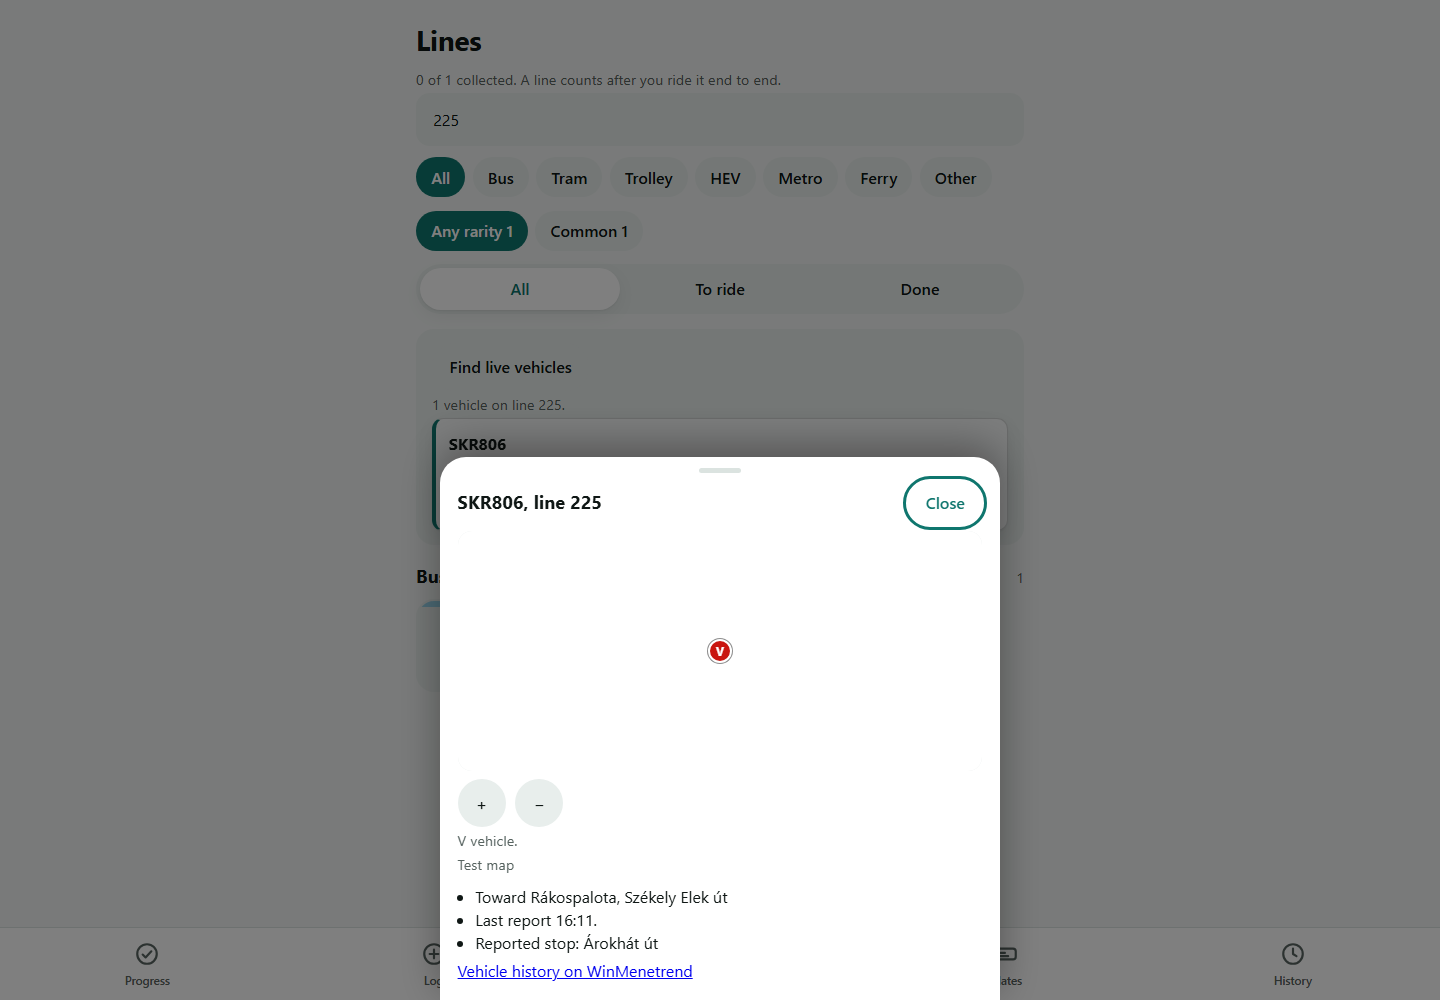 Lines
0 of 1 collected. A line counts after you ride it end to end.
225
All Bus Tram Trolley HEV Metro Ferry Other
Any rarity 1 Common 1
All To ride Done
Find live vehicles
1 vehicle on line 225.
SKR806
SKR806, line 225
Close
1
V
+ −
V vehicle.
Test map
Toward Rákospalota, Székely Elek út
Last report 16:11.
Reported stop: Árokhát út
Vehicle history on WinMenetrend
Progress
History